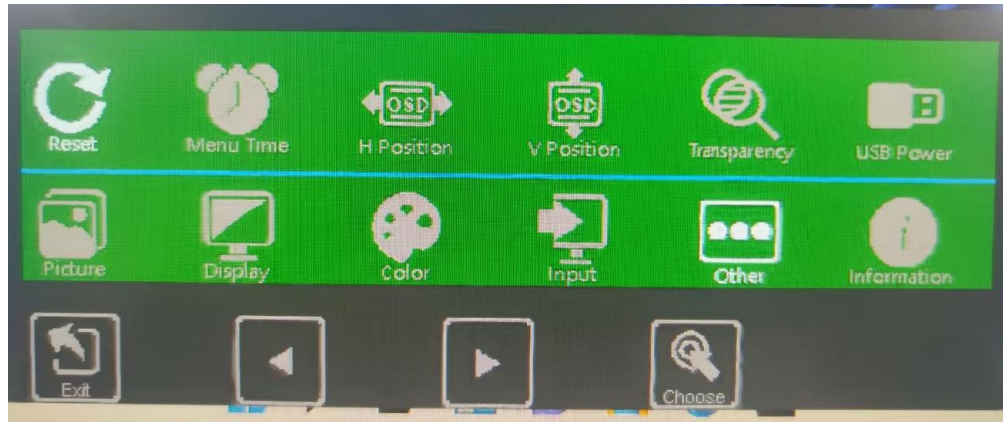 Reset Menu Time H Position V Position Transparency USB Power
OSD OSD
Picture Display Color Input Other Information
Exit Choose